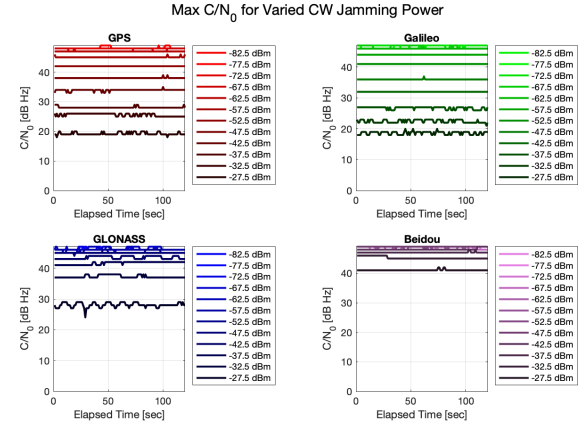 Max C/N0 for Varied CW Jamming Power
GPS
C/N0 [dB Hz]
40
30
20
10
0
0
50
100
Elapsed Time [sec]
-82.5 dBm
-77.5 dBm
-72.5 dBm
-67.5 dBm
-62.5 dBm
-57.5 dBm
-52.5 dBm
-47.5 dBm
-42.5 dBm
-37.5 dBm
-32.5 dBm
-27.5 dBm
Galileo
C/N0 [dB Hz]
40
30
20
10
0
0
50
100
Elapsed Time [sec]
-82.5 dBm
-77.5 dBm
-72.5 dBm
-67.5 dBm
-62.5 dBm
-57.5 dBm
-52.5 dBm
-47.5 dBm
-42.5 dBm
-37.5 dBm
-32.5 dBm
-27.5 dBm
GLONASS
C/N0 [dB Hz]
40
30
20
10
0
0
50
100
Elapsed Time [sec]
-82.5 dBm
-77.5 dBm
-72.5 dBm
-67.5 dBm
-62.5 dBm
-57.5 dBm
-52.5 dBm
-47.5 dBm
-42.5 dBm
-37.5 dBm
-32.5 dBm
-27.5 dBm
Beidou
C/N0 [dB Hz]
40
30
20
10
0
0
50
100
Elapsed Time [sec]
-82.5 dBm
-77.5 dBm
-72.5 dBm
-67.5 dBm
-62.5 dBm
-57.5 dBm
-52.5 dBm
-47.5 dBm
-42.5 dBm
-37.5 dBm
-32.5 dBm
-27.5 dBm